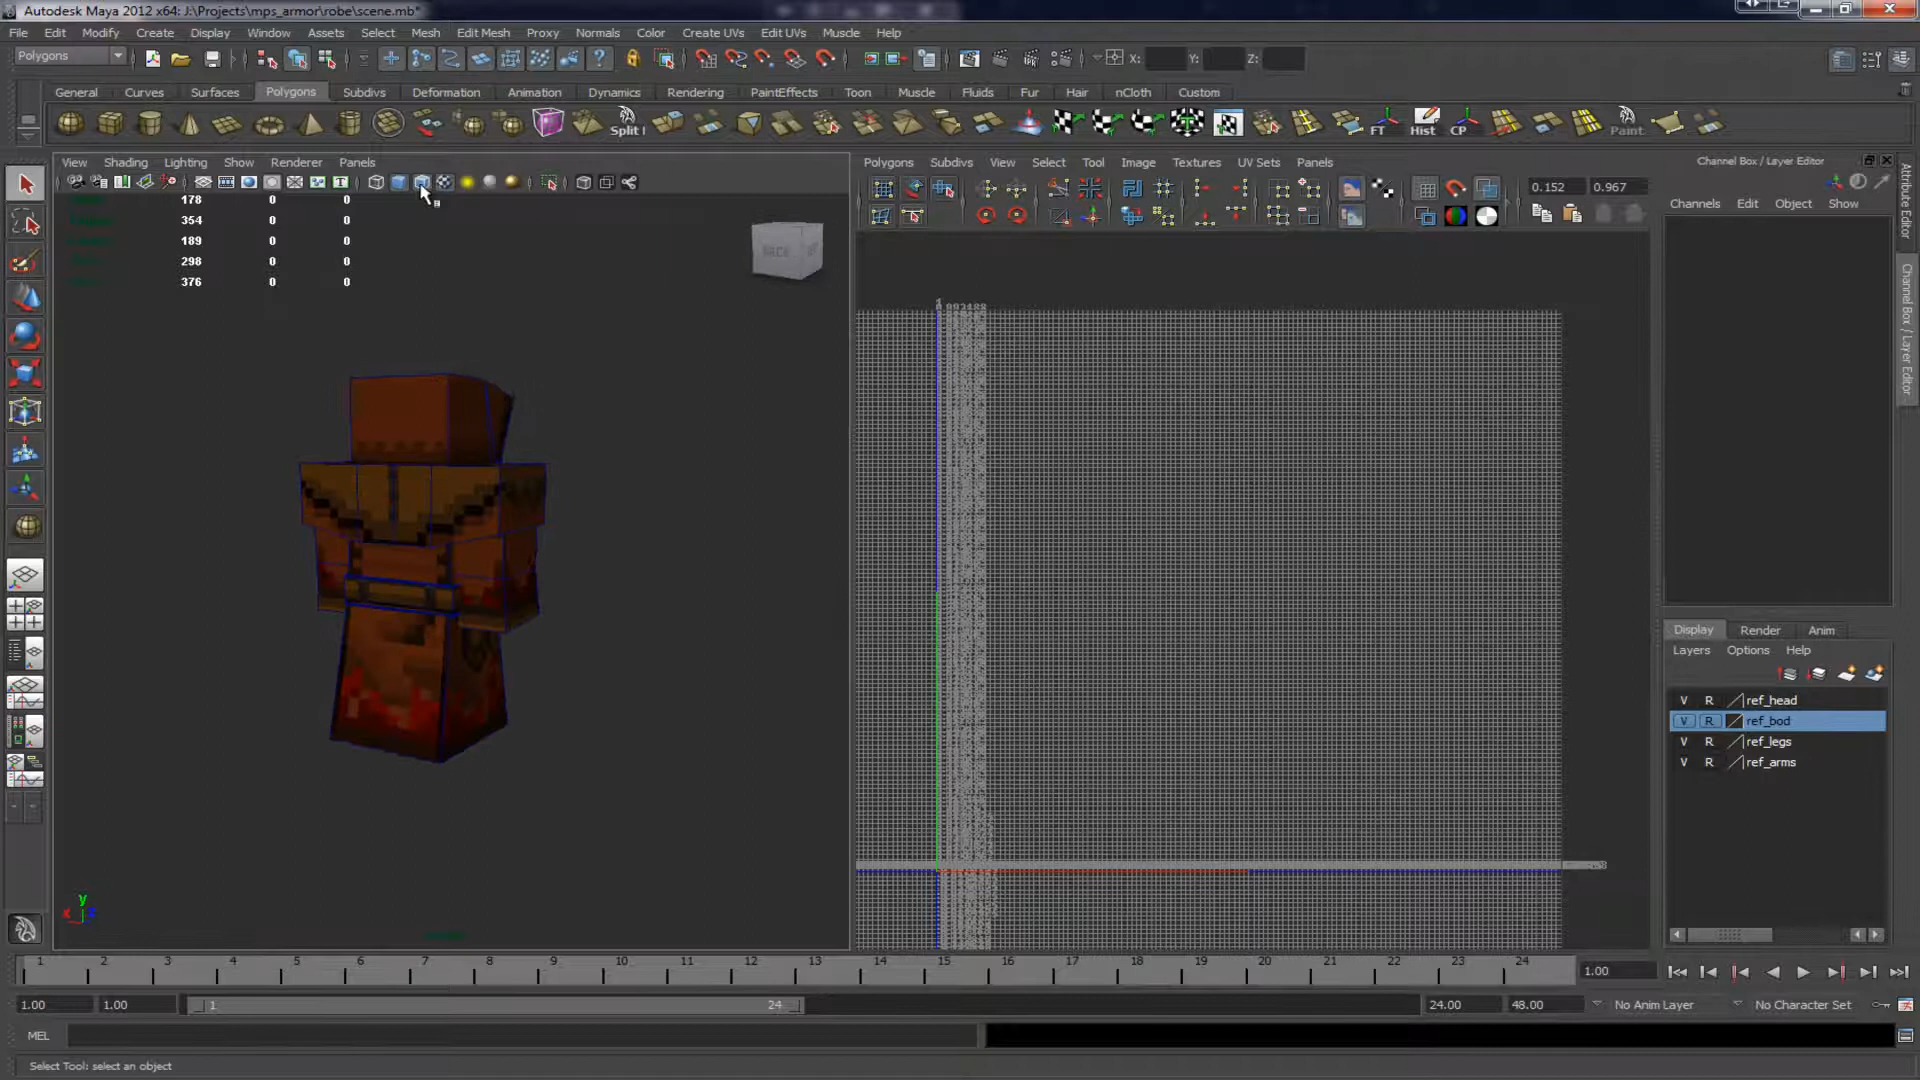 Autodesk Maya 2012 x64: J:\Projects\mps_armor\robe\scene.mb*
File Edit Modify Create Display Window Assets Select Mesh Edit Mesh Proxy Normals Color Create UVs Edit UVs Muscle Help
Polygons X: Y: Z:
General Curves Surfaces Polygons Subdivs Deformation Animation Dynamics Rendering PaintEffects Toon Muscle Fluids Fur Hair nCloth Custom
Split FT Hist CP Paint
View Shading Lighting Show Renderer Panels
Polygons Subdivs View Select Tool Image Textures UV Sets Panels
Channel Box / Layer Editor
0.152 0.967
Channels Edit Object Show
178 0 0
354 0 0
189 0 0
298 0 0
376 0 0
Attribute Editor
Channel Box / Layer Editor
Display Render Anim
Layers Options Help
V R ref_head
V R ref_bod
V R ref_legs
V R ref_arms
y
x z
1 2 3 4 5 6 7 8 9 10 11 12 13 14 15 16 17 18 19 20 21 22 23 24 1.00
1.00 1.00 1 24 24.00 48.00 No Anim Layer No Character Set
MEL
Select Tool: select an object